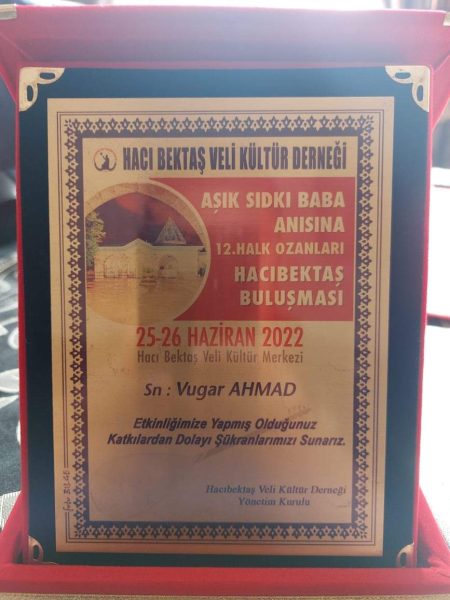 HACI BEKTAŞ VELİ KÜLTÜR DERNEĞİ
AŞIK SIDKI BABA
ANISINA
12.HALK OZANLARI
HACIBEKTAŞ
BULUŞMASI
25-26 HAZİRAN 2022
Hacı Bektaş Veli Kültür Merkezi
Sn : Vugar AHMAD
Etkinliğimize Yapmış Olduğunuz
Katkılardan Dolayı Şükranlarımızı Sunarız.
Hacıbektaş Veli Kültür Derneği
Yönetim Kurulu